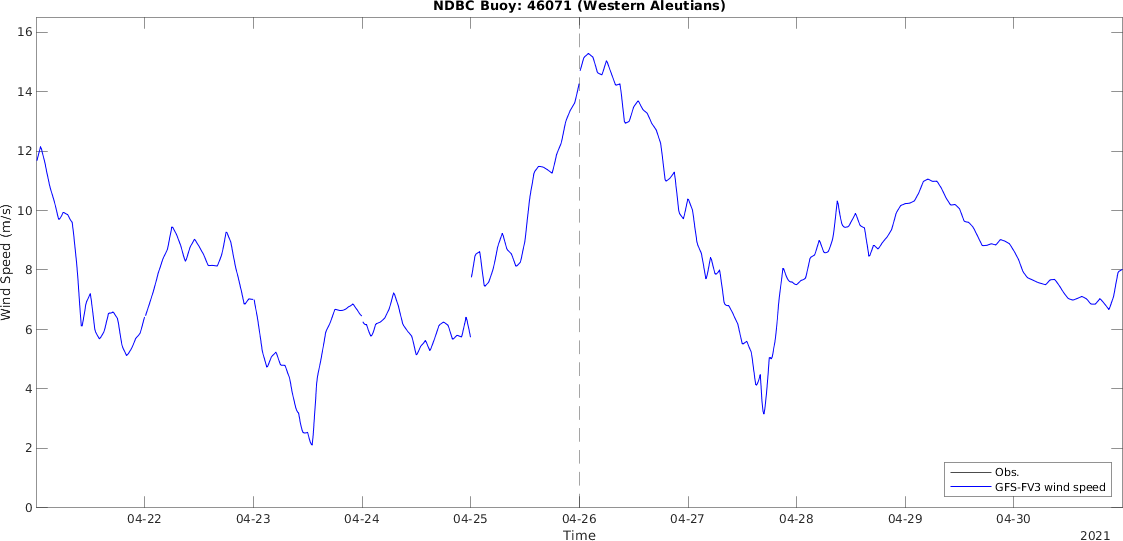 NDBC Buoy: 46071 (Western Aleutians)
16
14
12
10
8
6
4
2
0
Wind Speed (m/s)
Obs.
GFS-FV3 wind speed
04-22 04-23 04-24 04-25 04-26 04-27 04-28 04-29 04-30
Time
2021